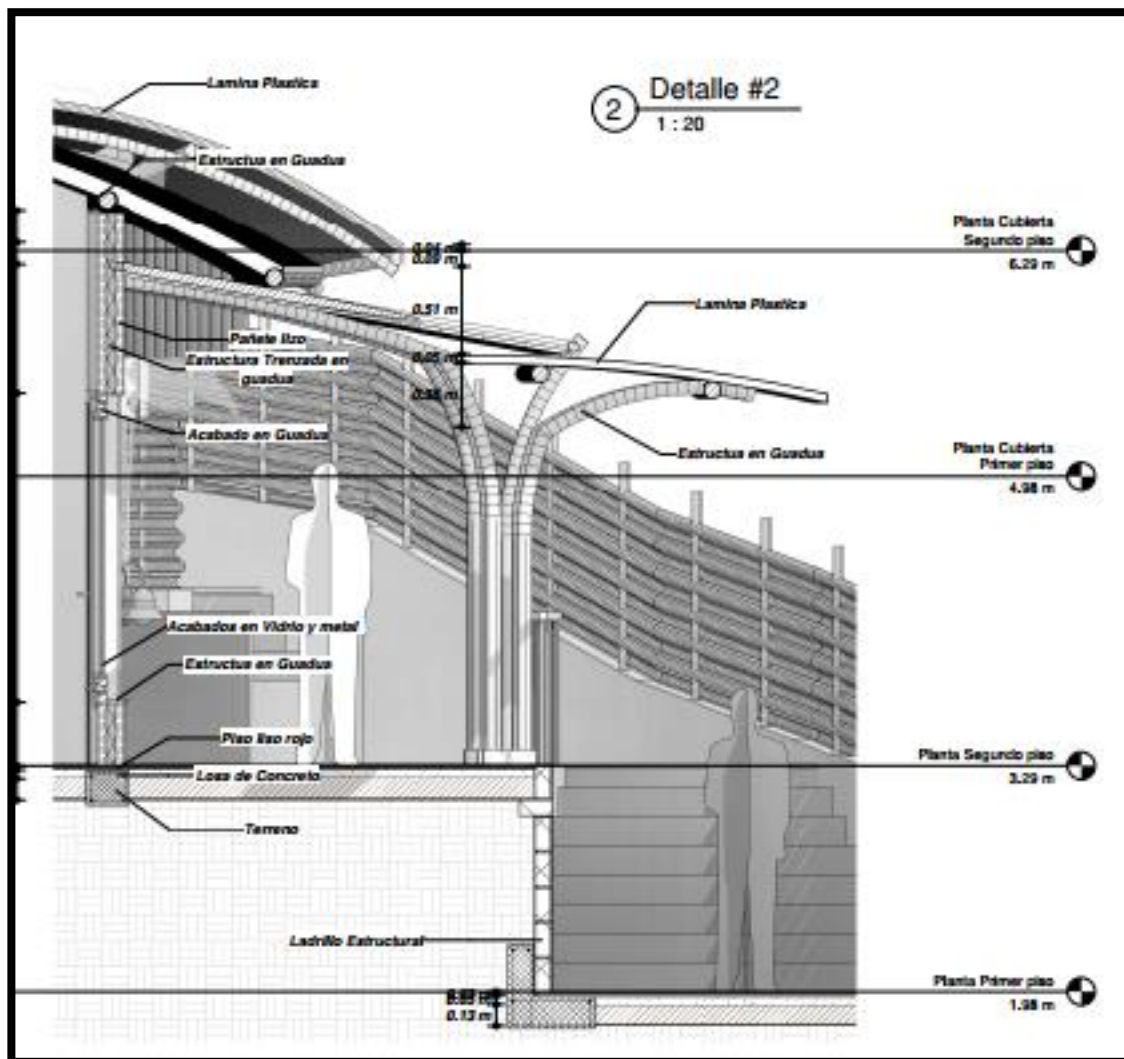 Lamina Plastica
2
Detalle #2
1 : 20
Estructua en Guadua
Planta Cubierta
Segundo piso
6.29 m
0.51 m
Lamina Plastica
Pañete lizo
Estructura Trenzada en
guadua
0.05 m
Acabado en Guadua
Estructua en Guadua
Planta Cubierta
Primer piso
4.98 m
Acabados en Vidrio y metal
Estructua en Guadua
Piso liso rojo
Losa de Concreto
Planta Segundo piso
3.29 m
Terreno
Ladrillo Estructural
Planta Primer piso
1.98 m
0.13 m